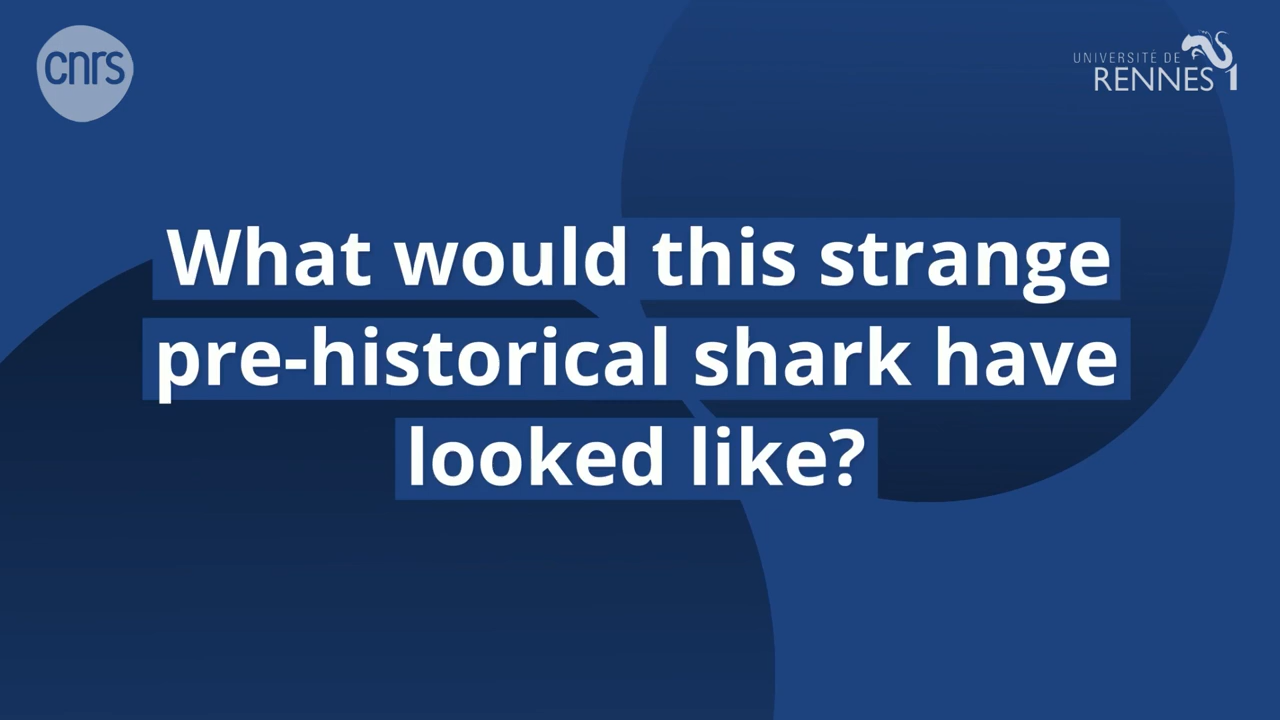 cnrs
UNIVERSITÉ DE
RENNES 1
What would this strange
pre-historical shark have
looked like?